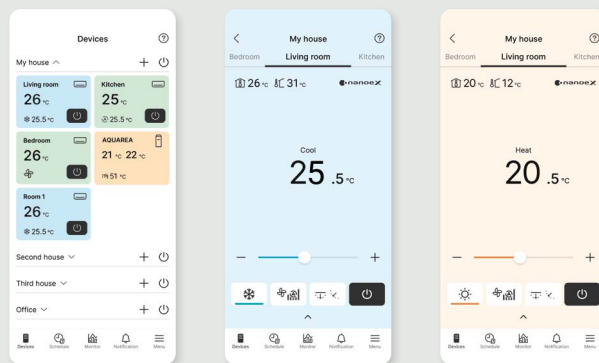 Devices
My house
Living room
26 °C
25.5 °C
Kitchen
25 °C
25.5 °C
Bedroom
26 °C
AQUAREA
21 °C 22 °C
51 °C
Room 1
26 °C
25.5 °C
Second house
Third house
Office
Devices Schedule Monitor Notification Menu
My house
Bedroom Living room Kitchen
26 °C 31 °C nanoeX
Cool
25 .5 °C
Devices Schedule Monitor Notification Menu
My house
Bedroom Living room Kitchen
20 °C 12 °C nanoeX
Heat
20 .5 °C
Devices Schedule Monitor Notification Menu